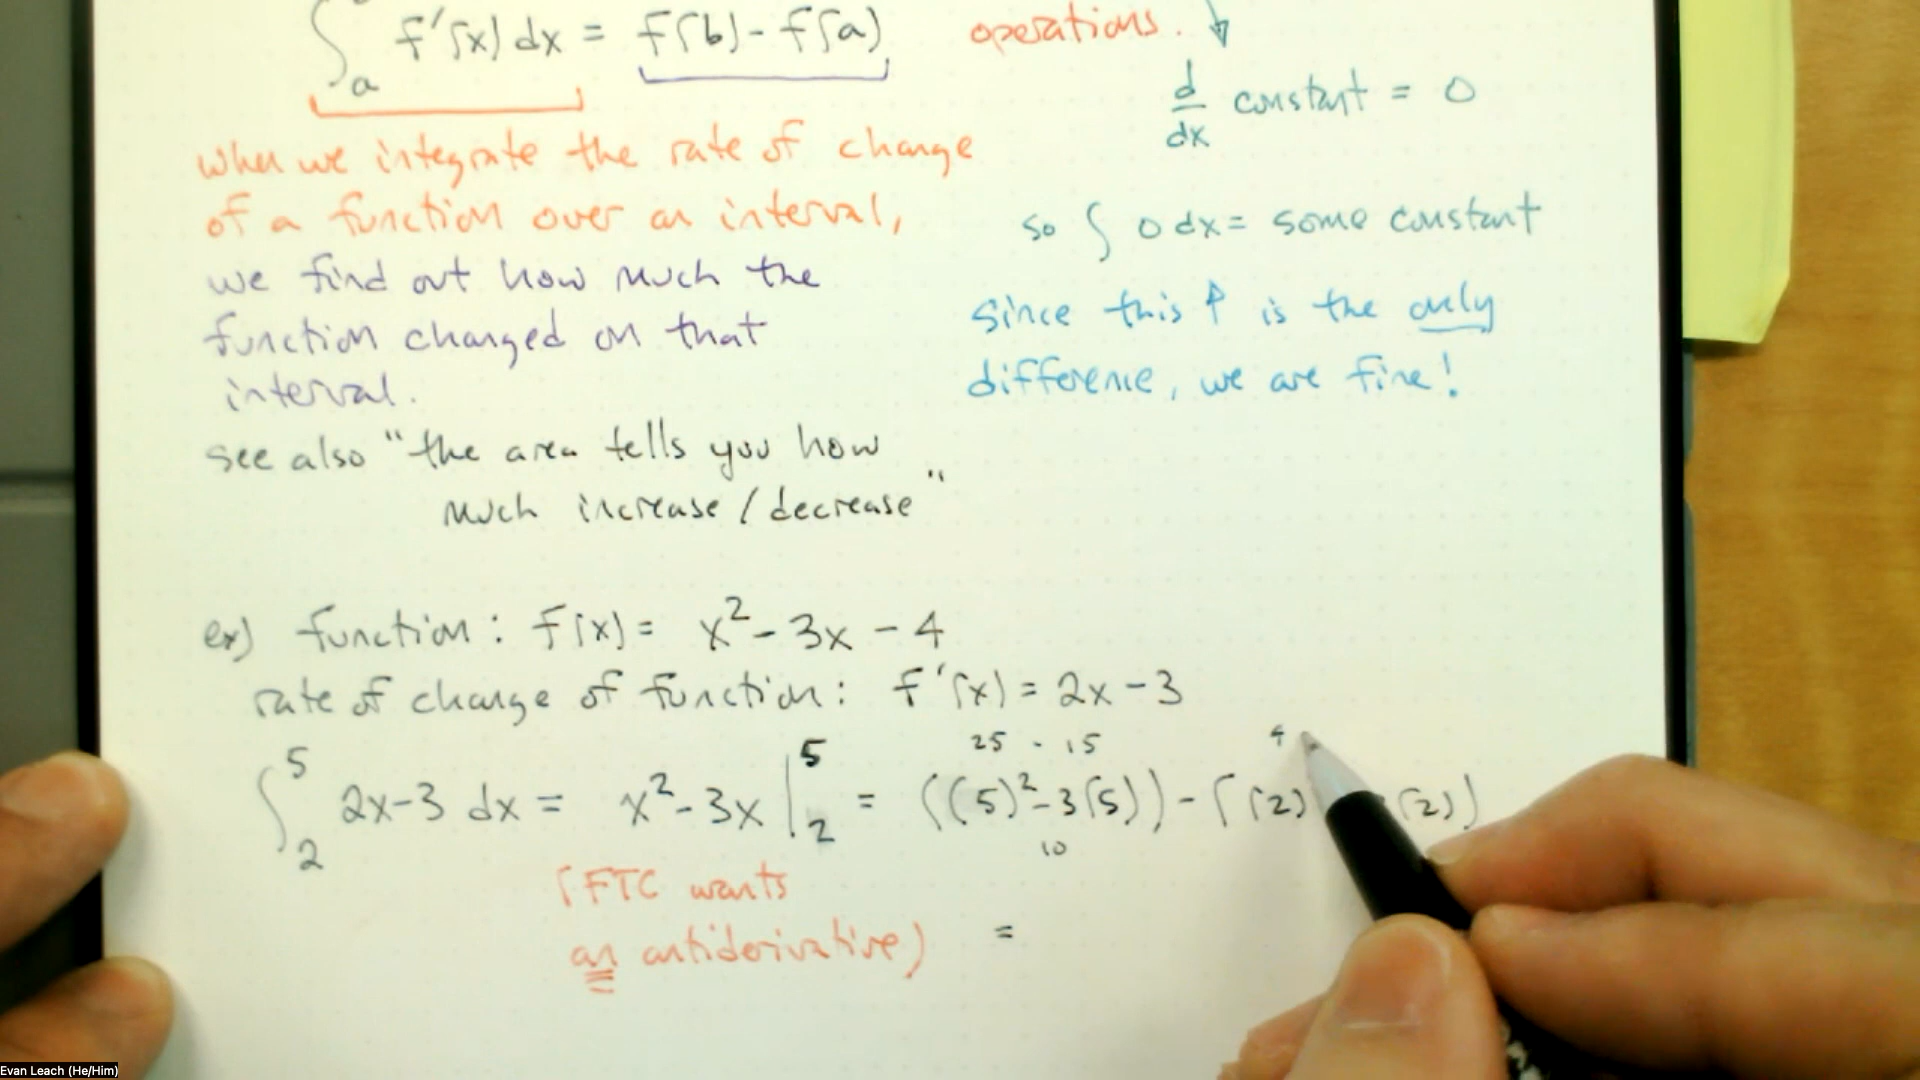 ∫ₐ f'(x) dx = f(b) - f(a)
when we integrate the rate of change
of a function over an interval,
we find out how much the
function changed on that
interval.
see also "the area tells you how
much increase / decrease"
operations.
d/dx constant = 0
so ∫ 0 dx = some constant
since this ↑ is the only
difference, we are fine!
ex) function: f(x) = x² - 3x - 4
rate of change of function: f'(x) = 2x - 3
25 - 15 4
∫₂⁵ 2x-3 dx = x² - 3x |₂⁵ = ((5)² - 3(5)) - ((2) (2))
10
(FTC wants
an antiderivative) =
Evan Leach (He/Him)